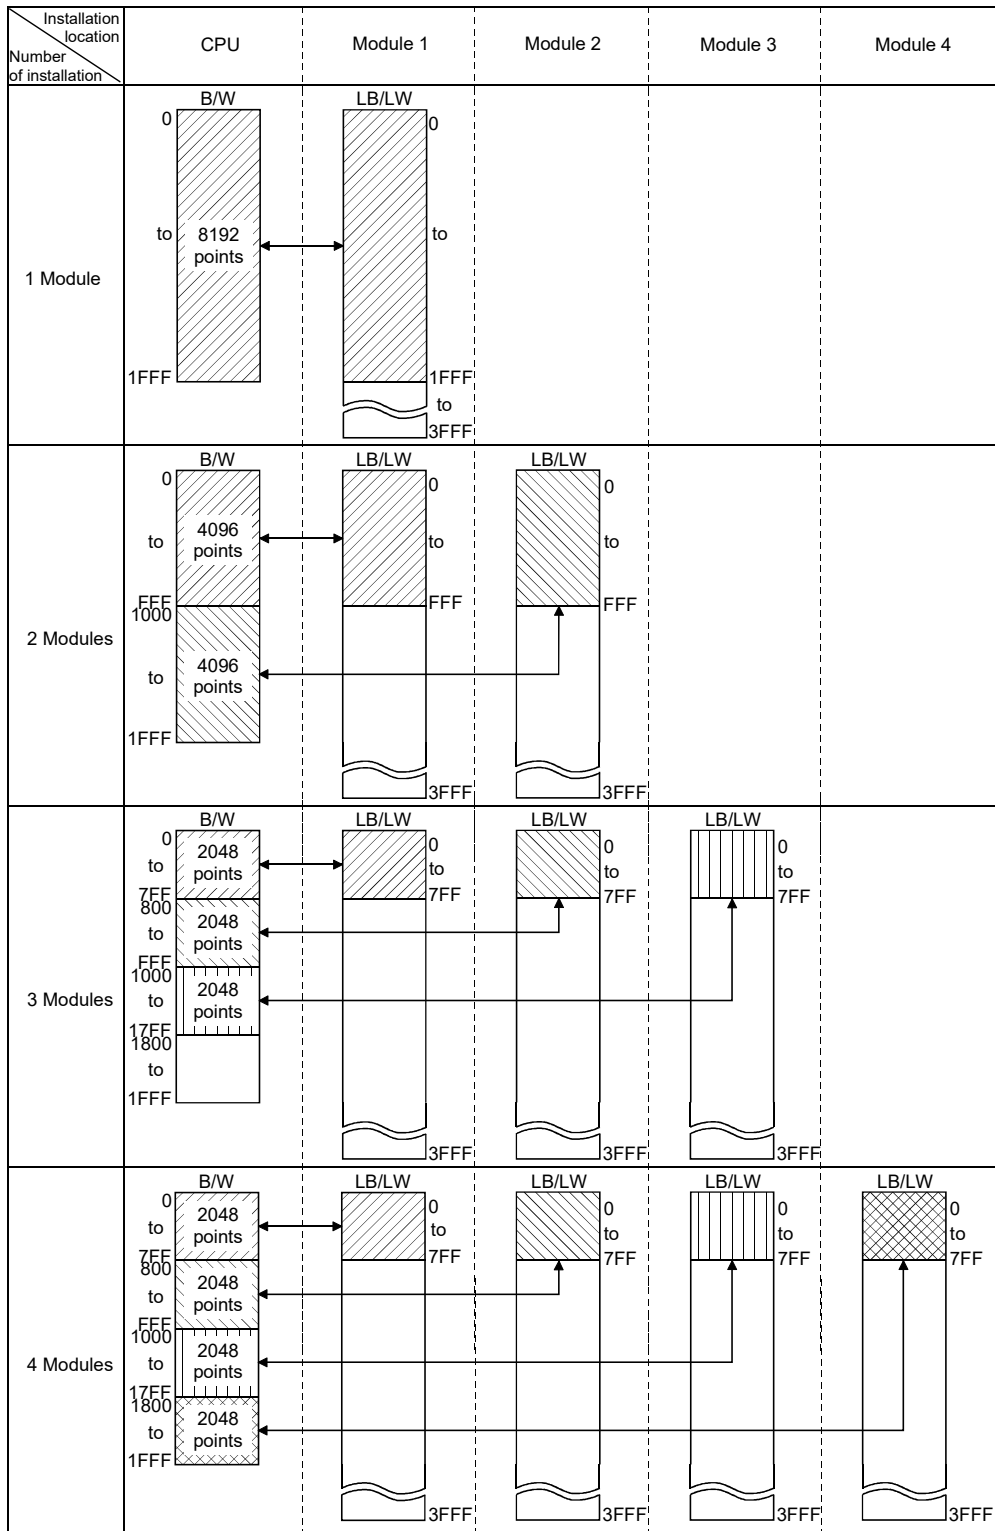 Installation
location
Number
of installation
CPU
Module 1
Module 2
Module 3
Module 4
1 Module
B/W
LB/LW
0
0
to
8192
points
to
1FFF
1FFF
to
3FFF
2 Modules
B/W
LB/LW
LB/LW
0
0
0
to
4096
points
to
to
FFF
FFF
FFF
1000
to
4096
points
1FFF
3FFF
3FFF
3 Modules
B/W
LB/LW
LB/LW
LB/LW
0
0
0
0
to
2048
points
to
to
to
7FF
7FF
7FF
7FF
800
to
2048
points
FFF
1000
to
2048
points
17FF
1800
to
1FFF
3FFF
3FFF
3FFF
4 Modules
B/W
LB/LW
LB/LW
LB/LW
LB/LW
0
0
0
0
0
to
2048
points
to
to
to
to
7FF
7FF
7FF
7FF
7FF
800
to
2048
points
FFF
1000
to
2048
points
17FF
1800
to
2048
points
1FFF
3FFF
3FFF
3FFF
3FFF